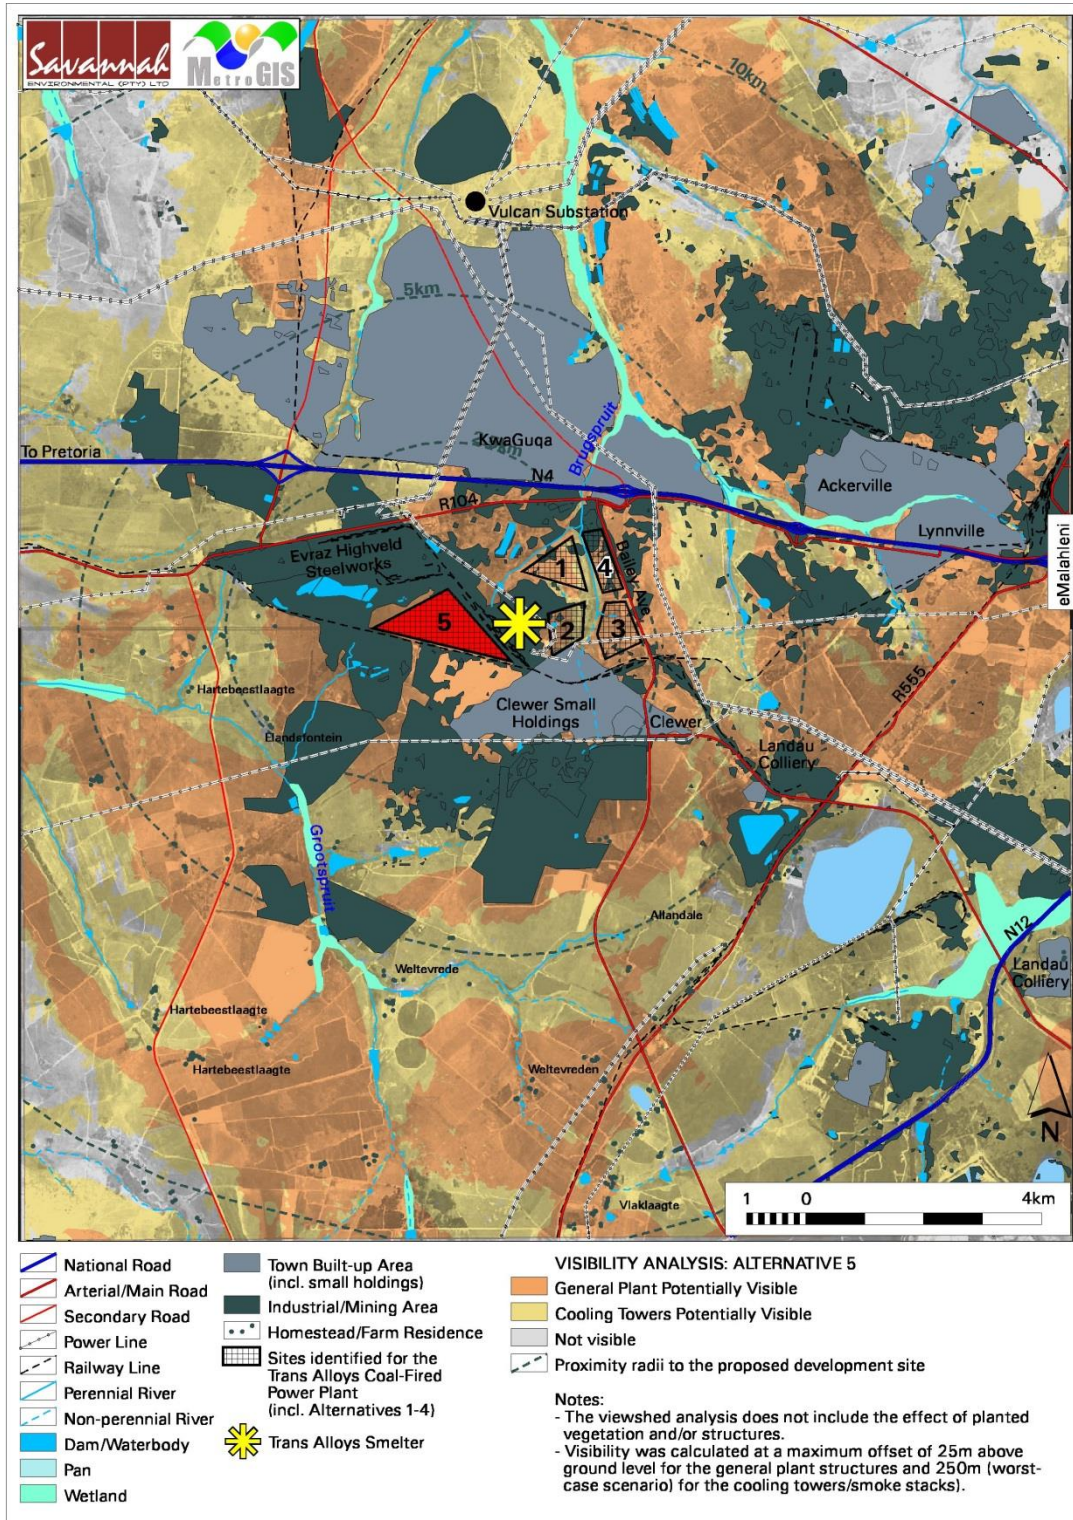 Savannah
ENVIRONMENTAL (PTY) LTD
MetroGIS
10km
Vulcan Substation
5km
KwaGuqa
To Pretoria
N4
Brugspruit
Ackerville
R104
Lynnville
Evraz Highveld
Steelworks
Bailey Ave
eMalahleni
1
4
5
2
3
R555
Hartebeestlaagte
Clewer Small
Holdings
Clewer
Elandsfontein
Landau
Colliery
Grootspruit
Allandale
N12
Weltevrede
Landau
Colliery
Hartebeestlaagte
Hartebeestlaagte
Weltevreden
N
Vlaklaagte
1 0 4km
National Road
Arterial/Main Road
Secondary Road
Power Line
Railway Line
Perennial River
Non-perennial River
Dam/Waterbody
Pan
Wetland
Town Built-up Area
(incl. small holdings)
Industrial/Mining Area
Homestead/Farm Residence
Sites identified for the
Trans Alloys Coal-Fired
Power Plant
(incl. Alternatives 1-4)
Trans Alloys Smelter
VISIBILITY ANALYSIS: ALTERNATIVE 5
General Plant Potentially Visible
Cooling Towers Potentially Visible
Not visible
Proximity radii to the proposed development site
Notes:
- The viewshed analysis does not include the effect of planted
vegetation and/or structures.
- Visibility was calculated at a maximum offset of 25m above
ground level for the general plant structures and 250m (worst-
case scenario) for the cooling towers/smoke stacks).